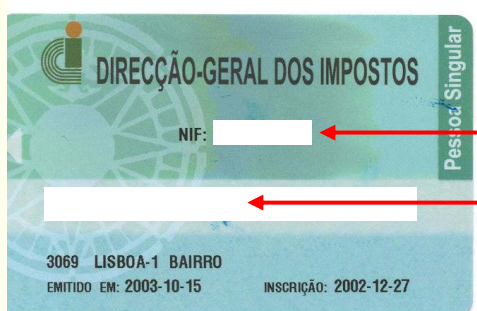 DIRECÇÃO-GERAL DOS IMPOSTOS
Pessoa Singular
NIF:
3069 LISBOA-1 BAIRRO
EMITIDO EM: 2003-10-15 INSCRIÇÃO: 2002-12-27